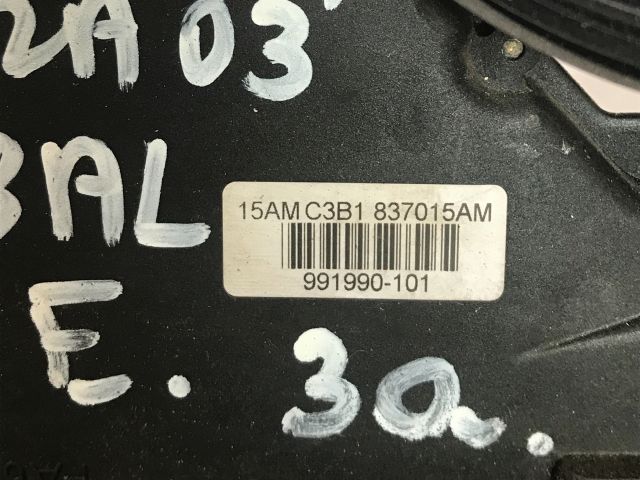 2A 03'
BAL
15AM C3B1 837015AM
991990-101
E. 3a.